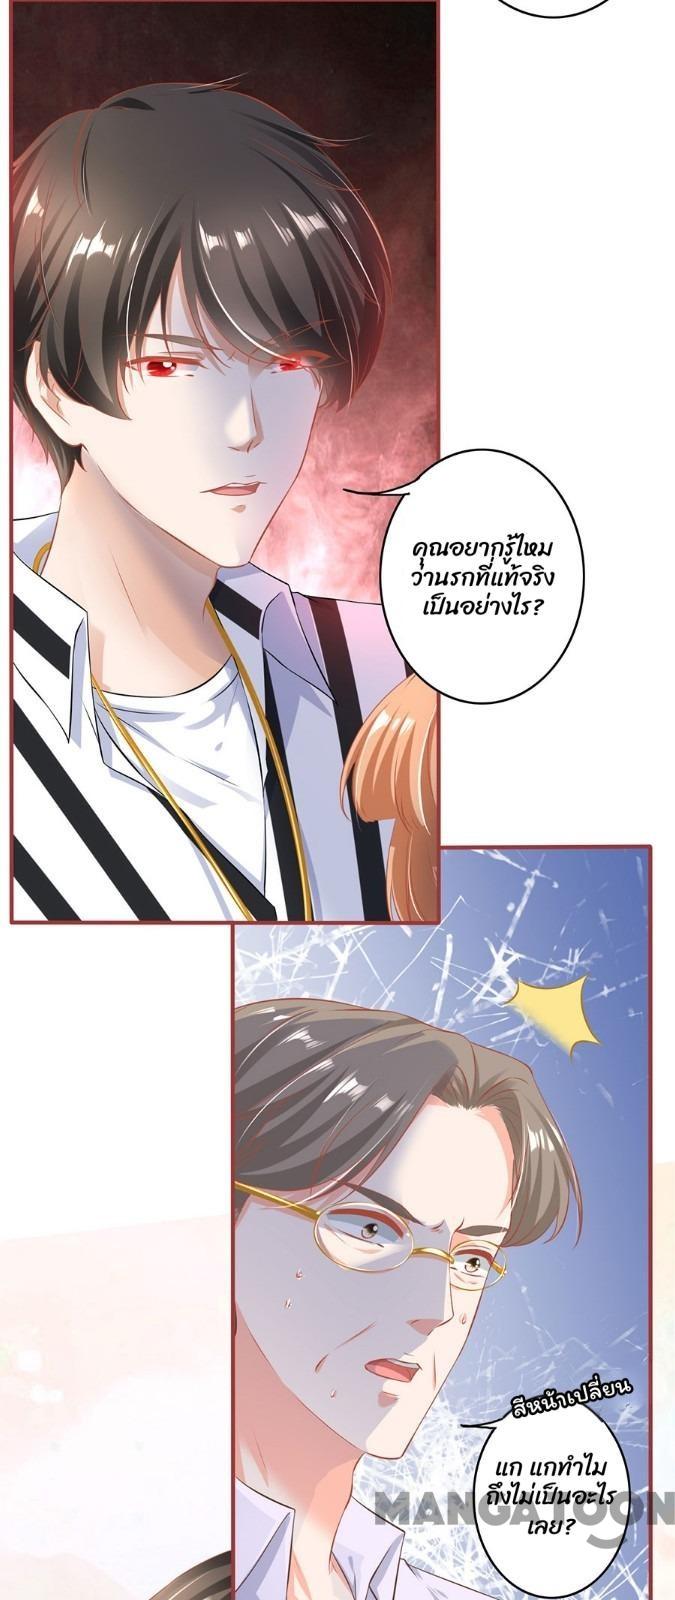 คุณอยากรู้ไหม
ว่านรกที่แท้จริง
เป็นอย่างไร?
สีหน้าเปลี่ยน
แก แกทำไม
ถึงไม่เป็นอะไร
เลย?
MANGATOON